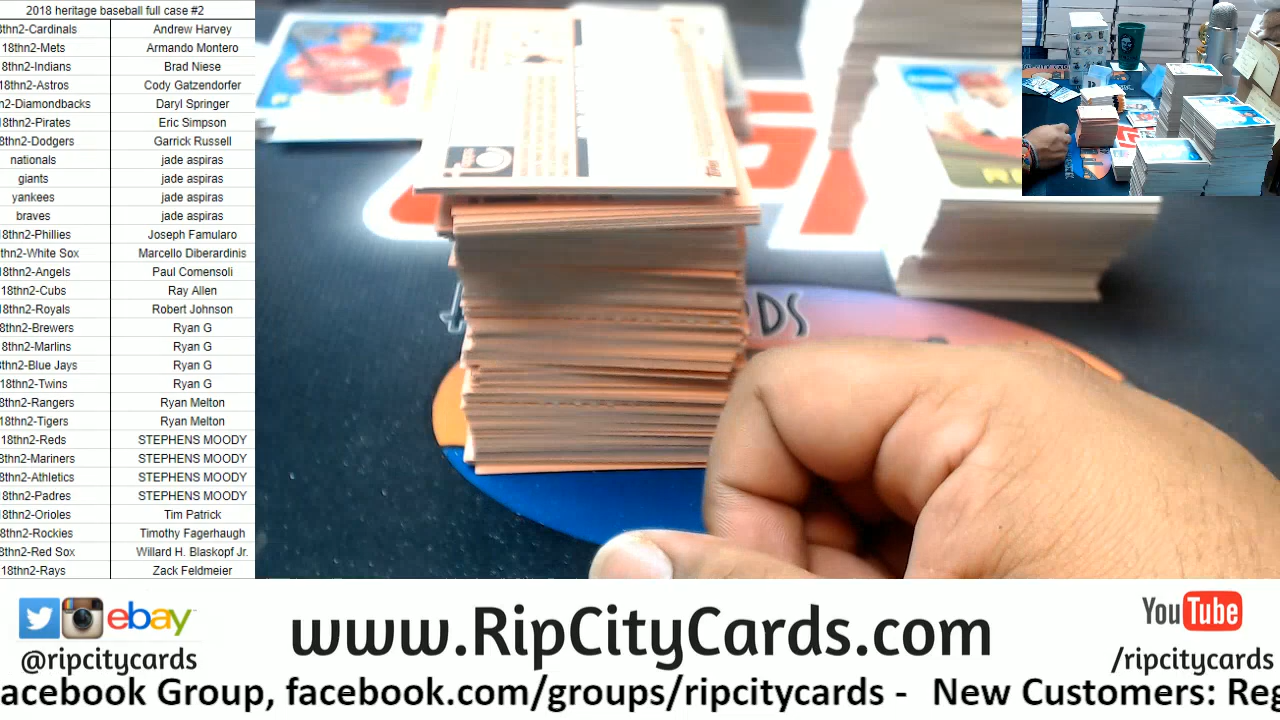 2018 heritage baseball full case #2
8thn2-Cardinals Andrew Harvey
18thn2-Mets Armando Montero
8thn2-Indians Brad Niese
18thn2-Astros Cody Gatzendorfer
n2-Diamondbacks Daryl Springer
8thn2-Pirates Eric Simpson
8thn2-Dodgers Garrick Russell
nationals jade aspiras
giants jade aspiras
yankees jade aspiras
braves jade aspiras
8thn2-Phillies Joseph Famularo
thn2-White Sox Marcello Diberardinis
8thn2-Angels Paul Comensoli
18thn2-Cubs Ray Allen
8thn2-Royals Robert Johnson
8thn2-Brewers Ryan G
8thn2-Marlins Ryan G
8thn2-Blue Jays Ryan G
18thn2-Twins Ryan G
8thn2-Rangers Ryan Melton
18thn2-Tigers Ryan Melton
18thn2-Reds STEPHENS MOODY
8thn2-Mariners STEPHENS MOODY
8thn2-Athletics STEPHENS MOODY
8thn2-Padres STEPHENS MOODY
18thn2-Orioles Tim Patrick
8thn2-Rockies Timothy Fagerhaugh
8thn2-Red Sox Willard H. Blaskopf Jr.
18thn2-Rays Zack Feldmeier
ebay
@ripcitycards
www.RipCityCards.com
YouTube
/ripcitycards
acebook Group, facebook.com/groups/ripcitycards - New Customers: Reg